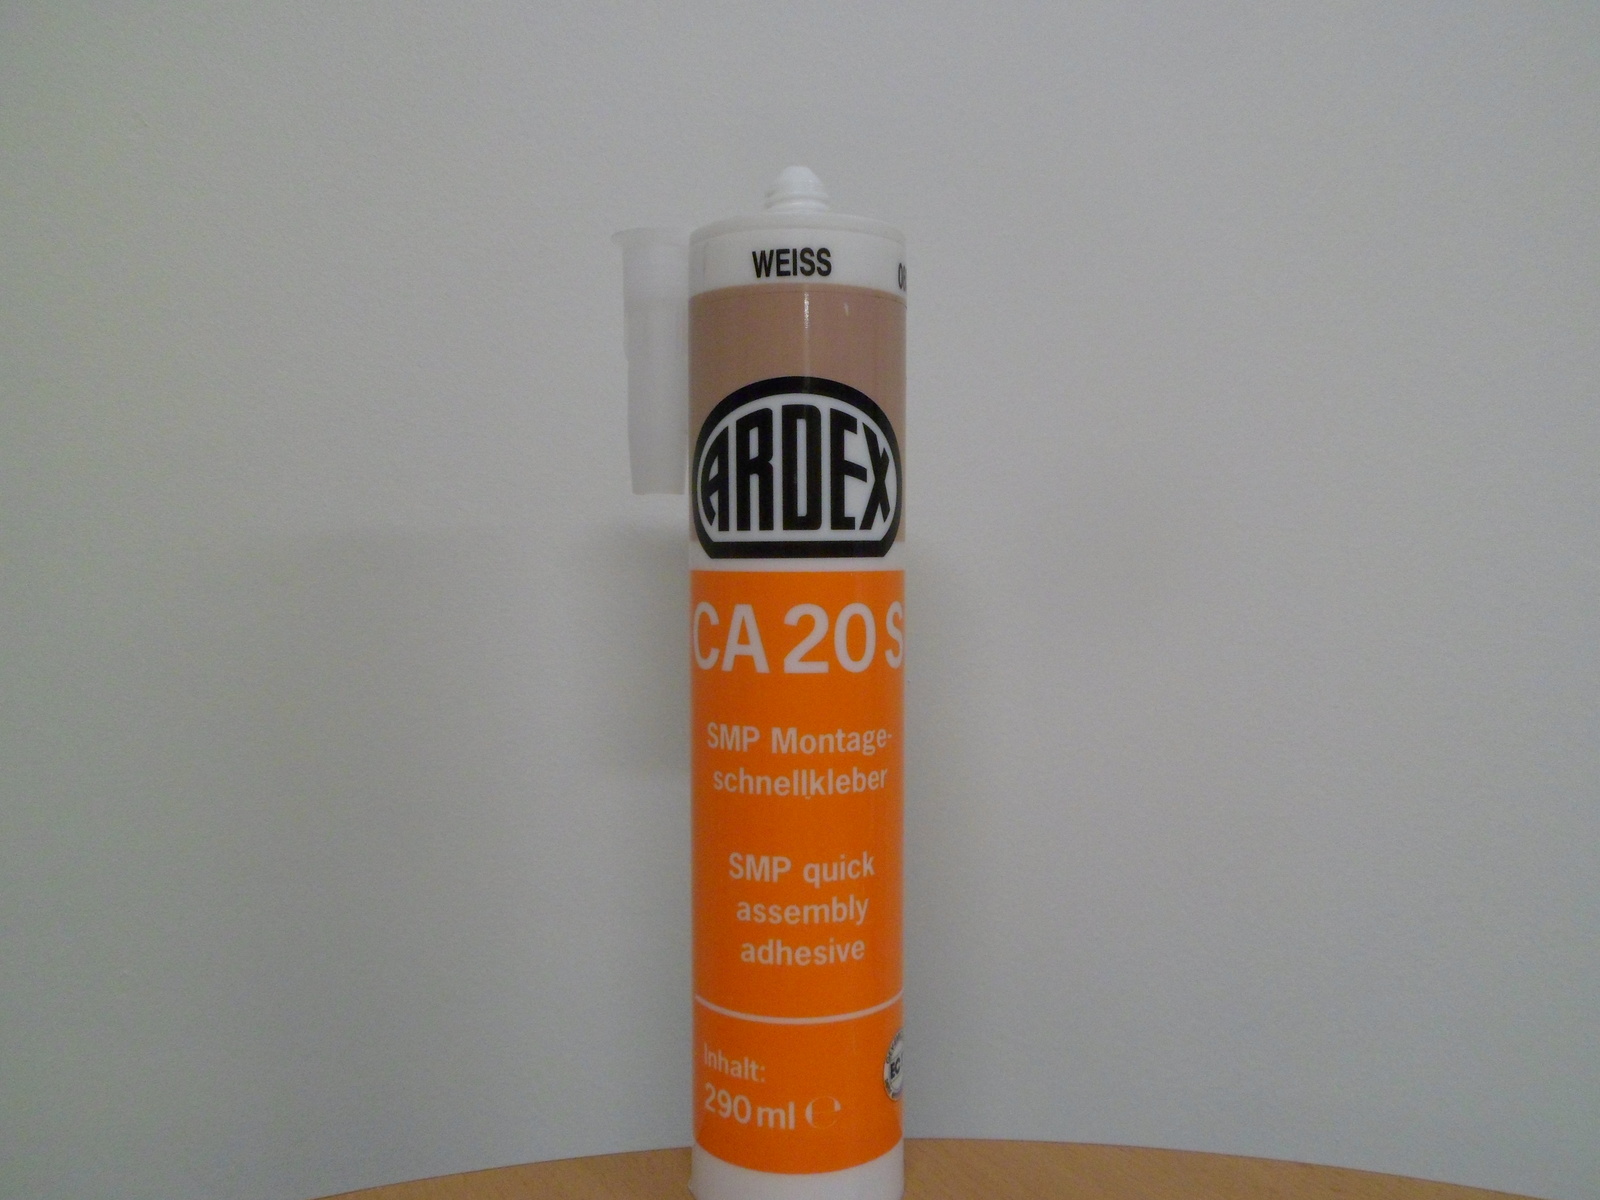 WEISS
ARDEX
CA 20 S
SMP Montage-
schnellkleber
SMP quick
assembly
adhesive
Inhalt:
290 ml ℮